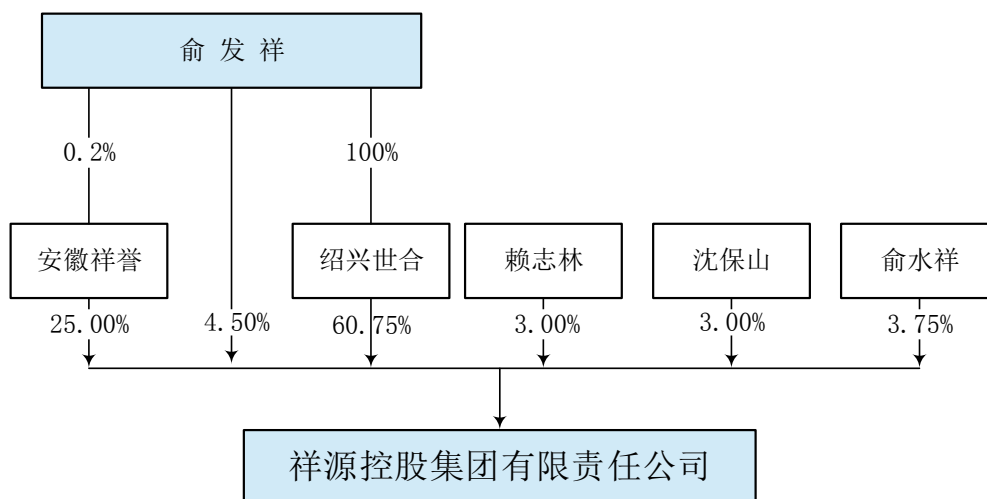 俞 发 祥
0.2%
100%
安徽祥誉
绍兴世合
赖志林
沈保山
俞水祥
25.00%
4.50%
60.75%
3.00%
3.00%
3.75%
祥源控股集团有限责任公司